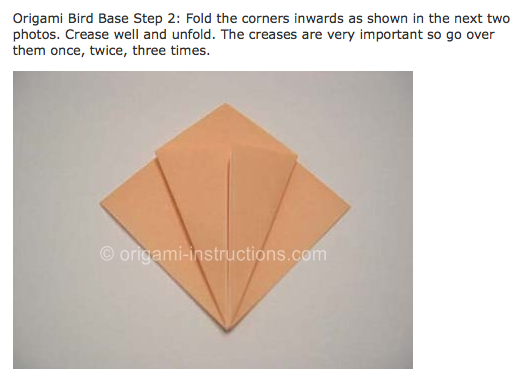 Origami Bird Base Step 2: Fold the corners inwards as shown in the next two
photos. Crease well and unfold. The creases are very important so go over
them once, twice, three times.
© origami-instructions.com